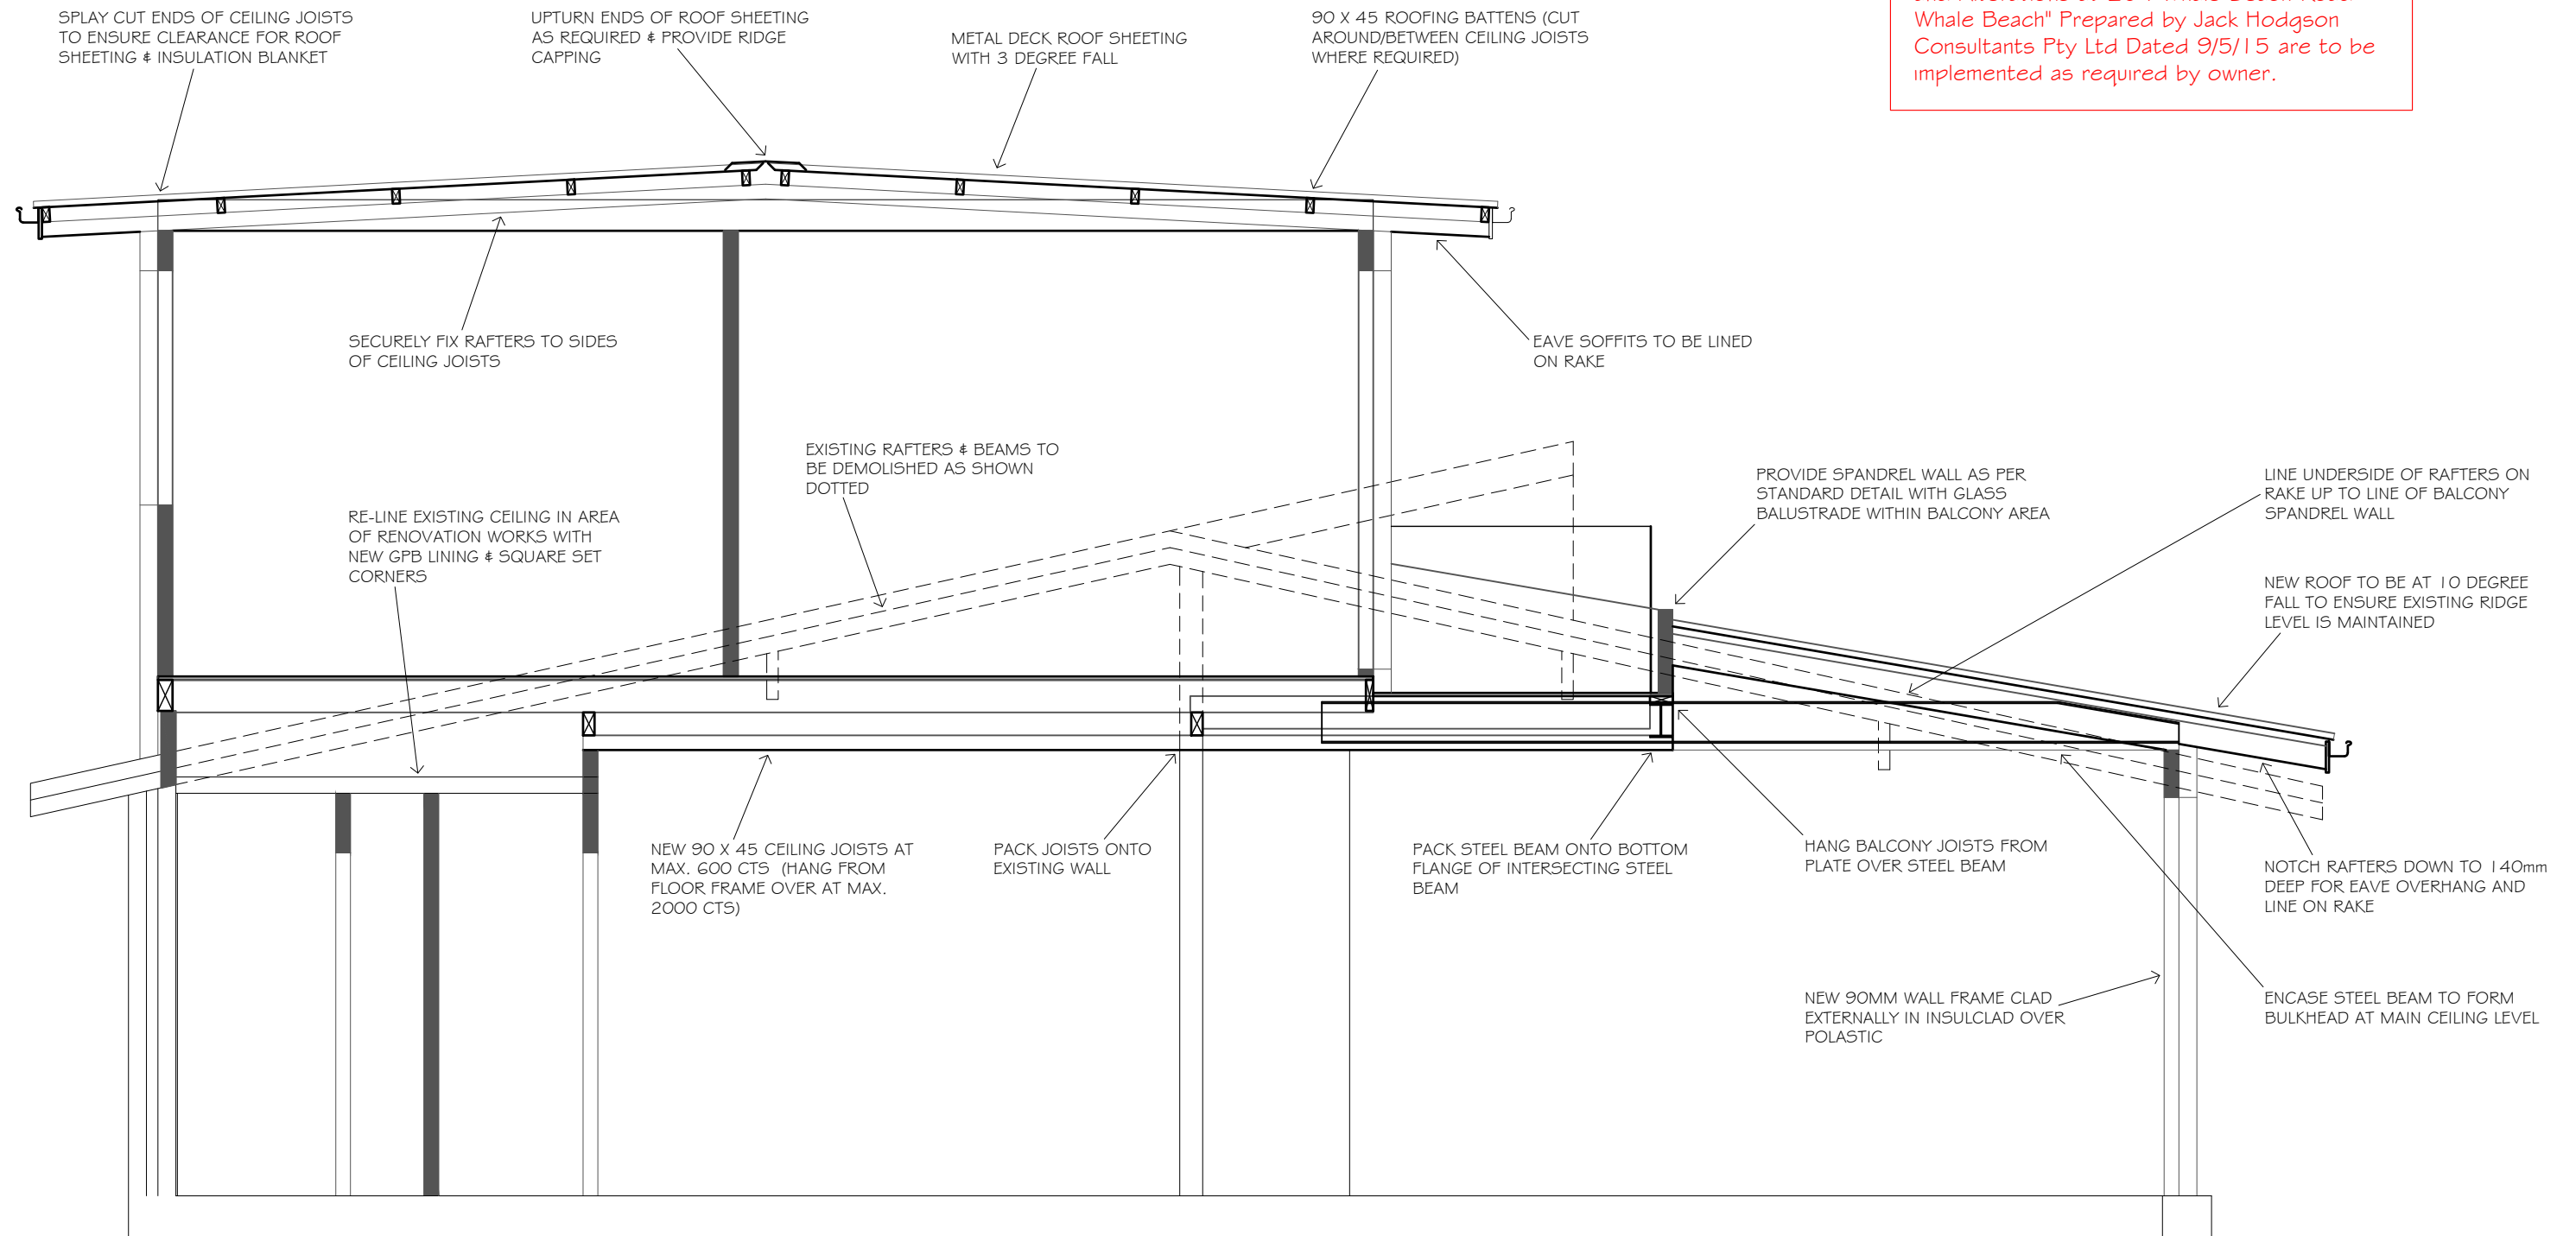 SPLAY CUT ENDS OF CEILING JOISTS
TO ENSURE CLEARANCE FOR ROOF
SHEETING & INSULATION BLANKET
UPTURN ENDS OF ROOF SHEETING
AS REQUIRED & PROVIDE RIDGE
CAPPING
METAL DECK ROOF SHEETING
WITH 3 DEGREE FALL
90 X 45 ROOFING BATTENS (CUT
AROUND/BETWEEN CEILING JOISTS
WHERE REQUIRED)
Whale Beach" Prepared by Jack Hodgson
Consultants Pty Ltd Dated 9/5/15 are to be
implemented as required by owner.
SECURELY FIX RAFTERS TO SIDES
OF CEILING JOISTS
EAVE SOFFITS TO BE LINED
ON RAKE
EXISTING RAFTERS & BEAMS TO
BE DEMOLISHED AS SHOWN
DOTTED
RE-LINE EXISTING CEILING IN AREA
OF RENOVATION WORKS WITH
NEW GPB LINING & SQUARE SET
CORNERS
PROVIDE SPANDREL WALL AS PER
STANDARD DETAIL WITH GLASS
BALUSTRADE WITHIN BALCONY AREA
LINE UNDERSIDE OF RAFTERS ON
RAKE UP TO LINE OF BALCONY
SPANDREL WALL
NEW ROOF TO BE AT 10 DEGREE
FALL TO ENSURE EXISTING RIDGE
LEVEL IS MAINTAINED
NEW 90 X 45 CEILING JOISTS AT
MAX. 600 CTS (HANG FROM
FLOOR FRAME OVER AT MAX.
2000 CTS)
PACK JOISTS ONTO
EXISTING WALL
PACK STEEL BEAM ONTO BOTTOM
FLANGE OF INTERSECTING STEEL
BEAM
HANG BALCONY JOISTS FROM
PLATE OVER STEEL BEAM
NOTCH RAFTERS DOWN TO 140mm
DEEP FOR EAVE OVERHANG AND
LINE ON RAKE
NEW 90MM WALL FRAME CLAD
EXTERNALLY IN INSULCLAD OVER
POLASTIC
ENCASE STEEL BEAM TO FORM
BULKHEAD AT MAIN CEILING LEVEL